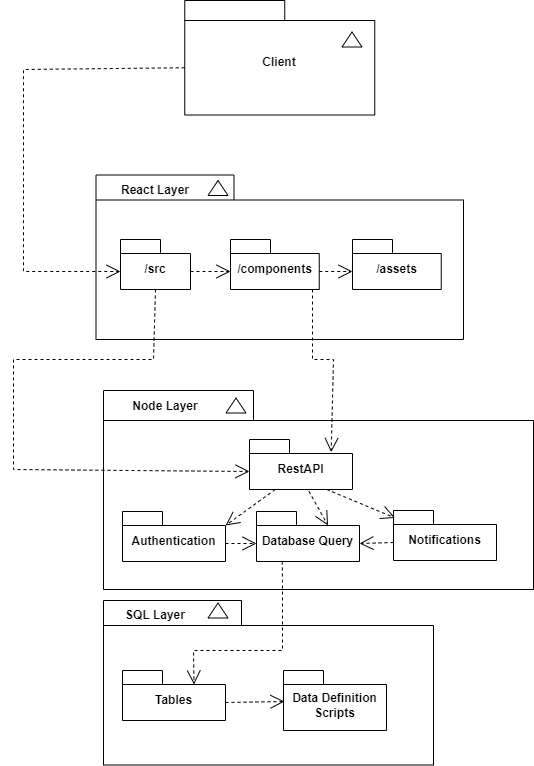 Client
React Layer
/src
/components
/assets
Node Layer
RestAPI
Authentication
Database Query
Notifications
SQL Layer
Tables
Data Definition
Scripts